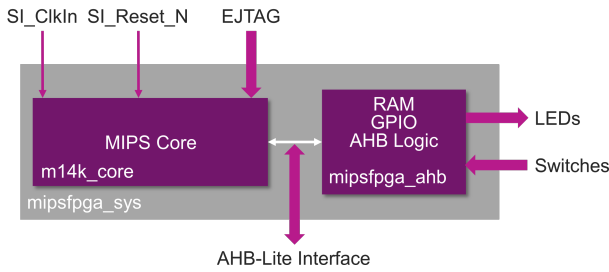 SI_ClkIn SI_Reset_N EJTAG
MIPS Core
m14k_core
mipsfpga_sys
RAM
GPIO
AHB Logic
mipsfpga_ahb
LEDs
Switches
AHB-Lite Interface